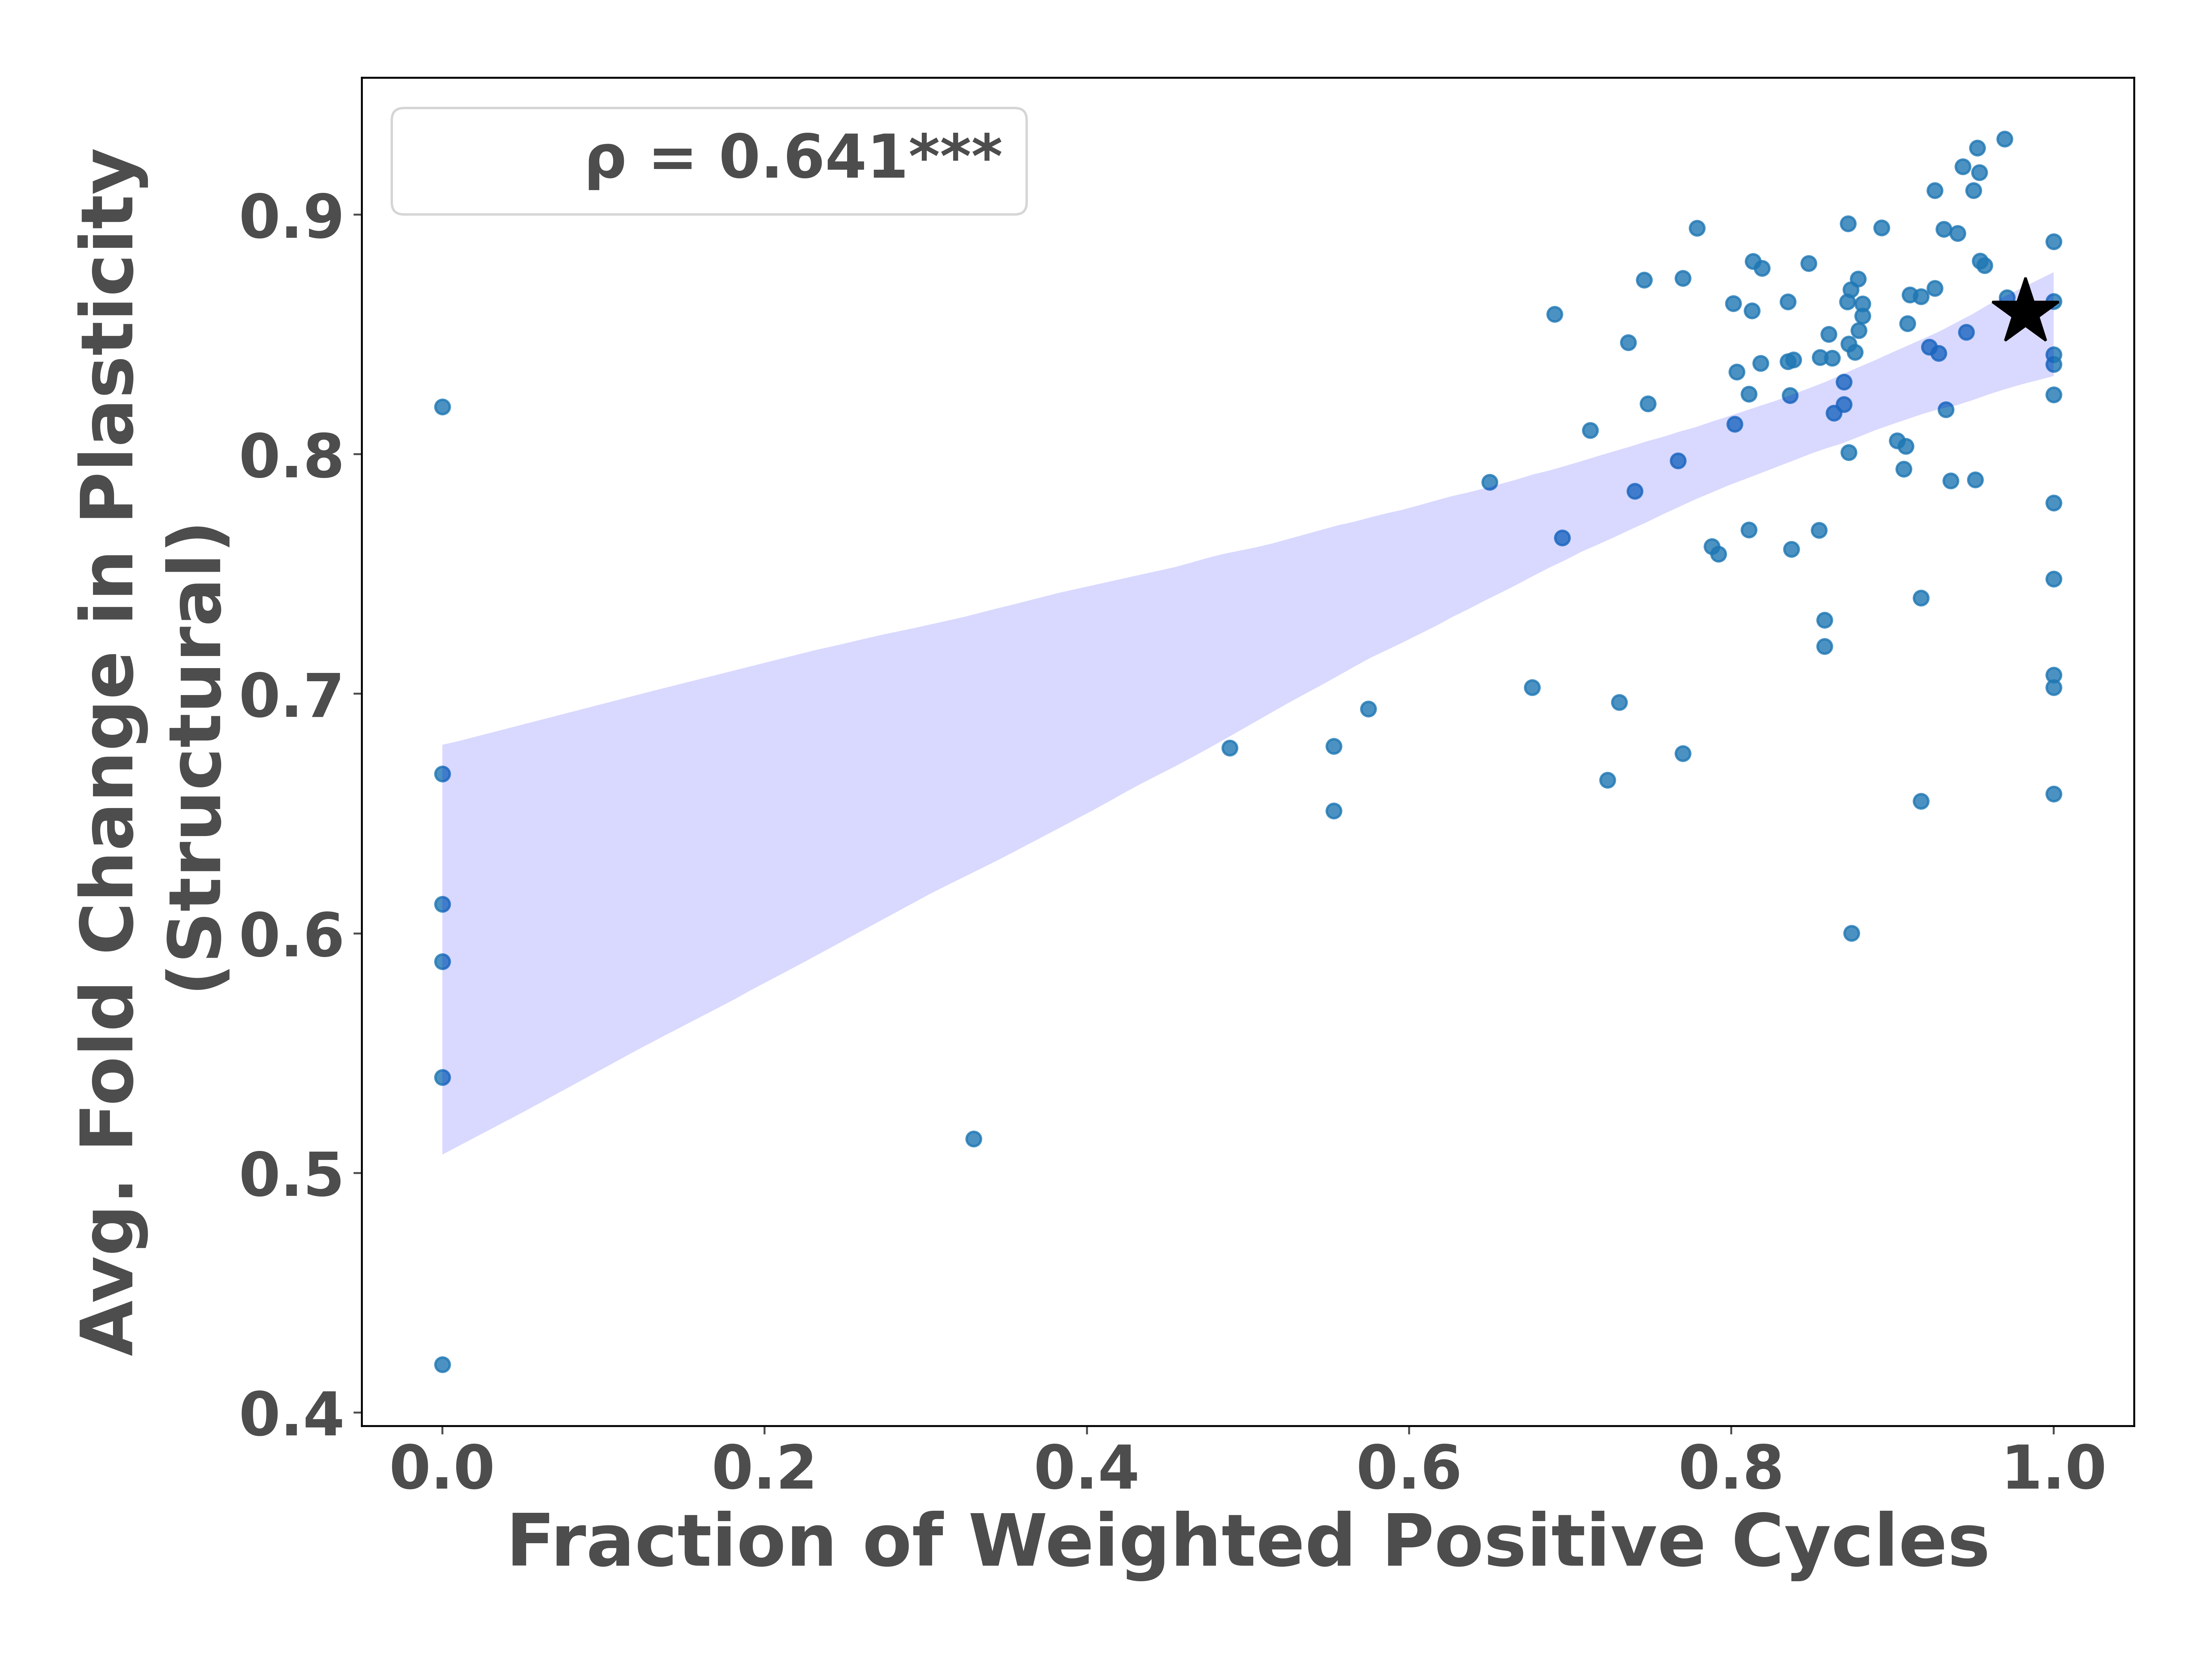 ρ = 0.641***
Avg. Fold Change in Plasticity
(Structural)
0.9
0.8
0.7
0.6
0.5
0.4
0.0 0.2 0.4 0.6 0.8 1.0
Fraction of Weighted Positive Cycles